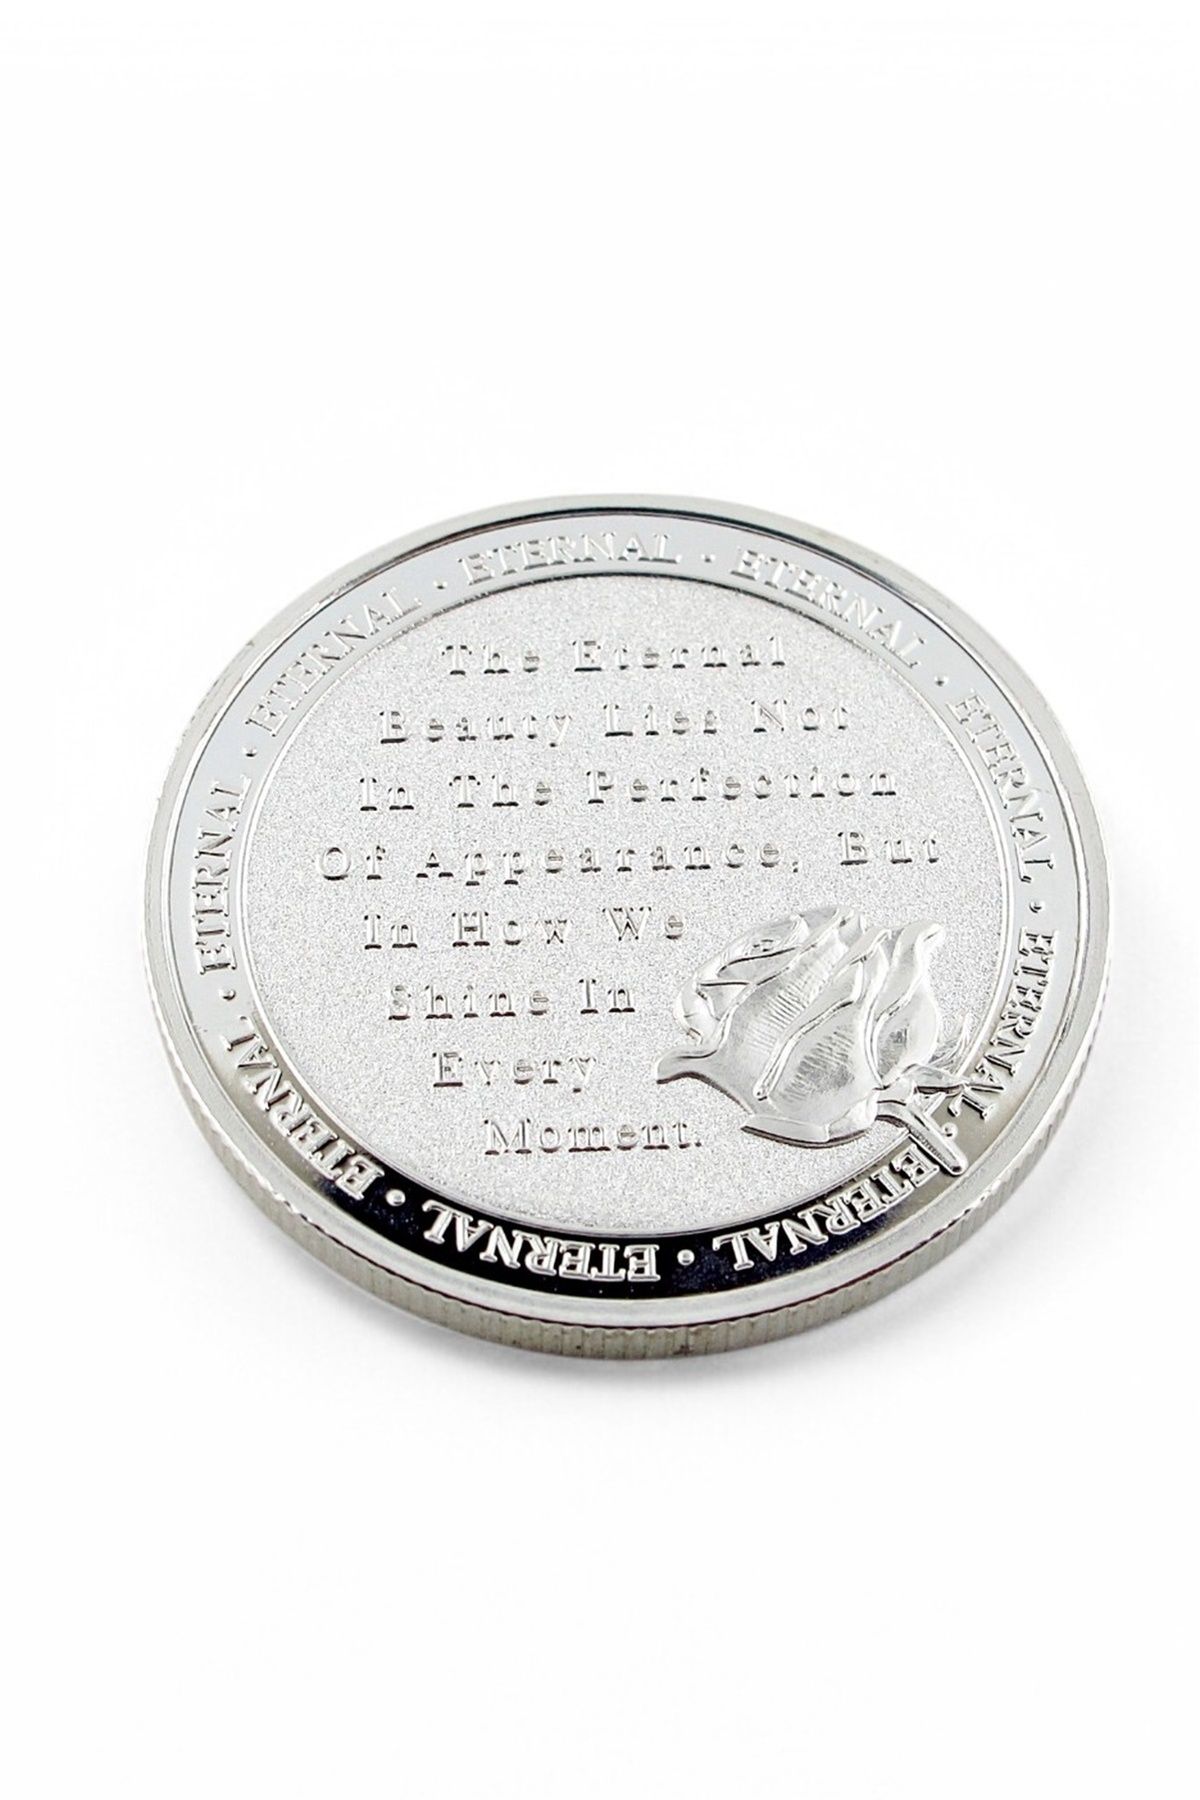 ETERNAL · ETERNAL · ETERNAL · ETERNAL · ETERNAL · ETERNAL · ETERNAL · ETERNAL · ETERNAL · ETERNAL ·
The Eternal
Beauty Lies Not
In The Perfection
Of Appearance, But
In How We
Shine In
Every
Moment.